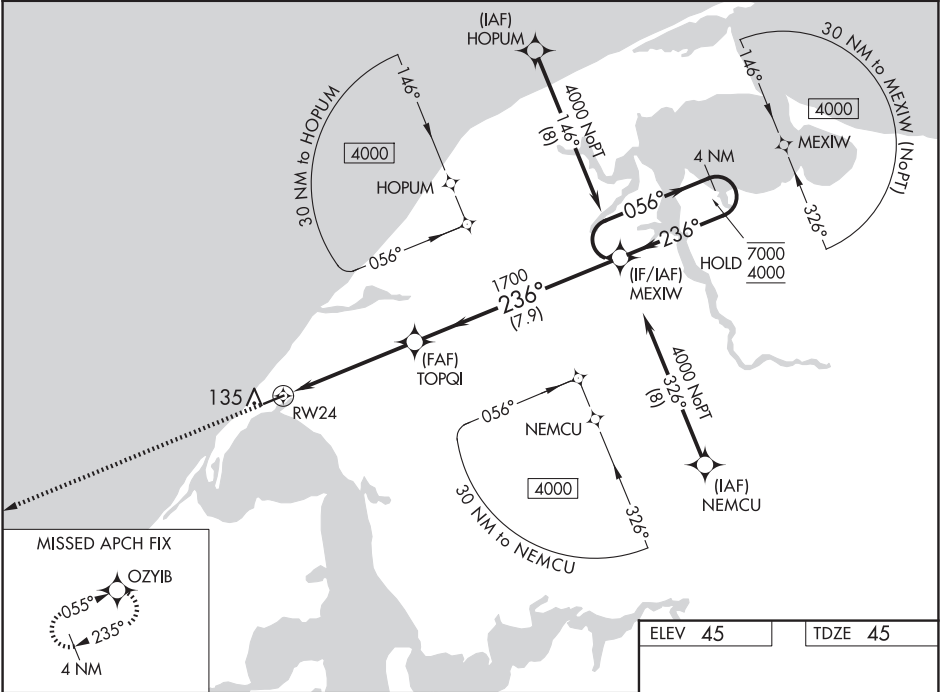 (IAF)
HOPUM
4000 NoPT
146°
(8)
30 NM to HOPUM
146°
4000
HOPUM
056°
30 NM to MEXIW (NoPT)
146°
4000
MEXIW
326°
4 NM
056°
236°
HOLD
7000
4000
(IF/IAF)
MEXIW
1700
236°
(7.9)
(FAF)
TOPQI
135
RW24
4000 NoPT
326°
(8)
(IAF)
NEMCU
056°
NEMCU
4000
326°
30 NM to NEMCU
MISSED APCH FIX
OZYIB
055°
235°
4 NM
ELEV 45
TDZE 45